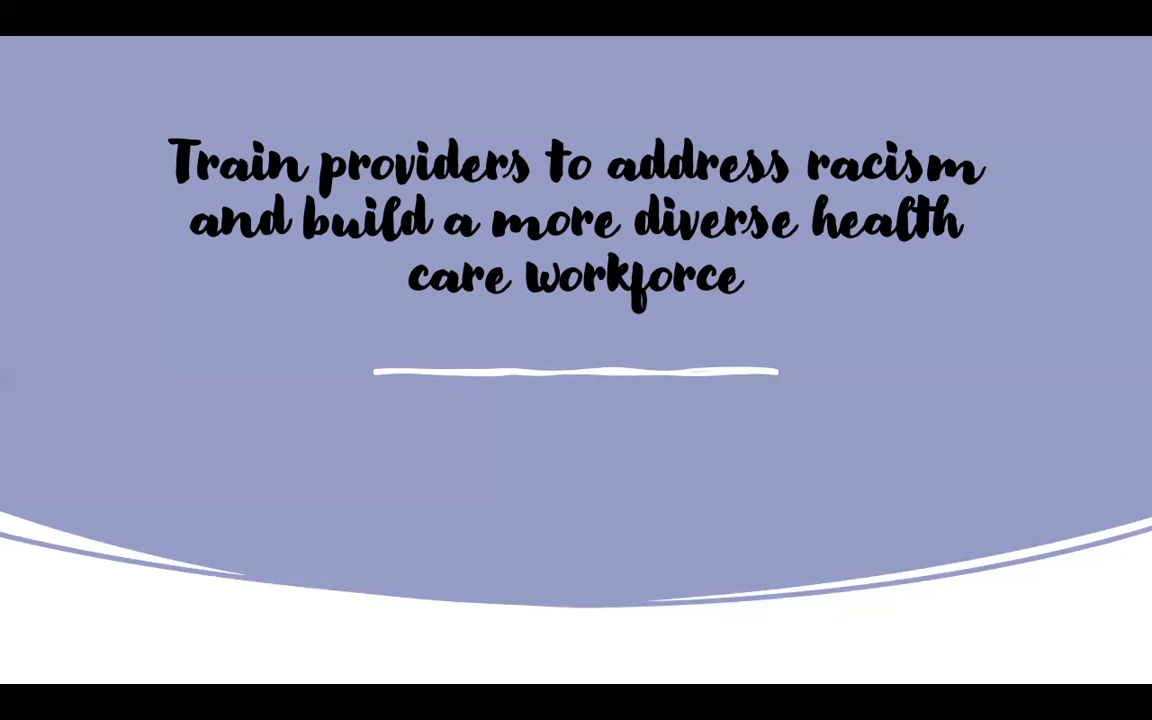 Train providers to address racism
and build a more diverse health
care workforce